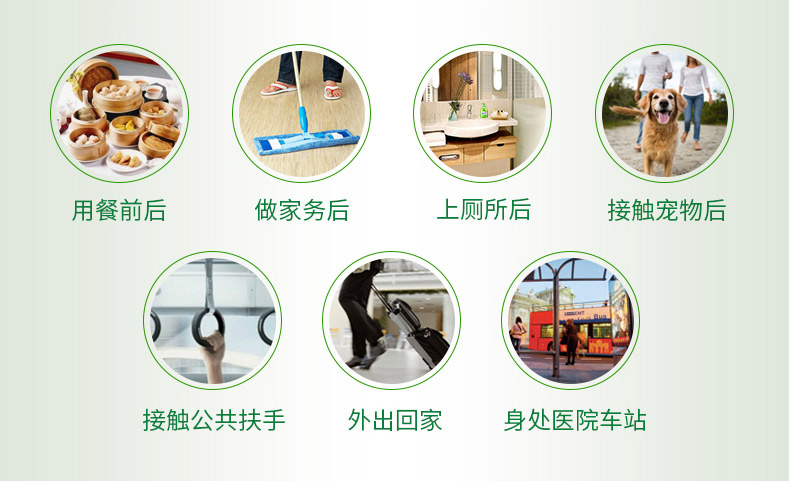 用餐前后
做家务后
上厕所后
接触宠物后
接触公共扶手
外出回家
身处医院车站